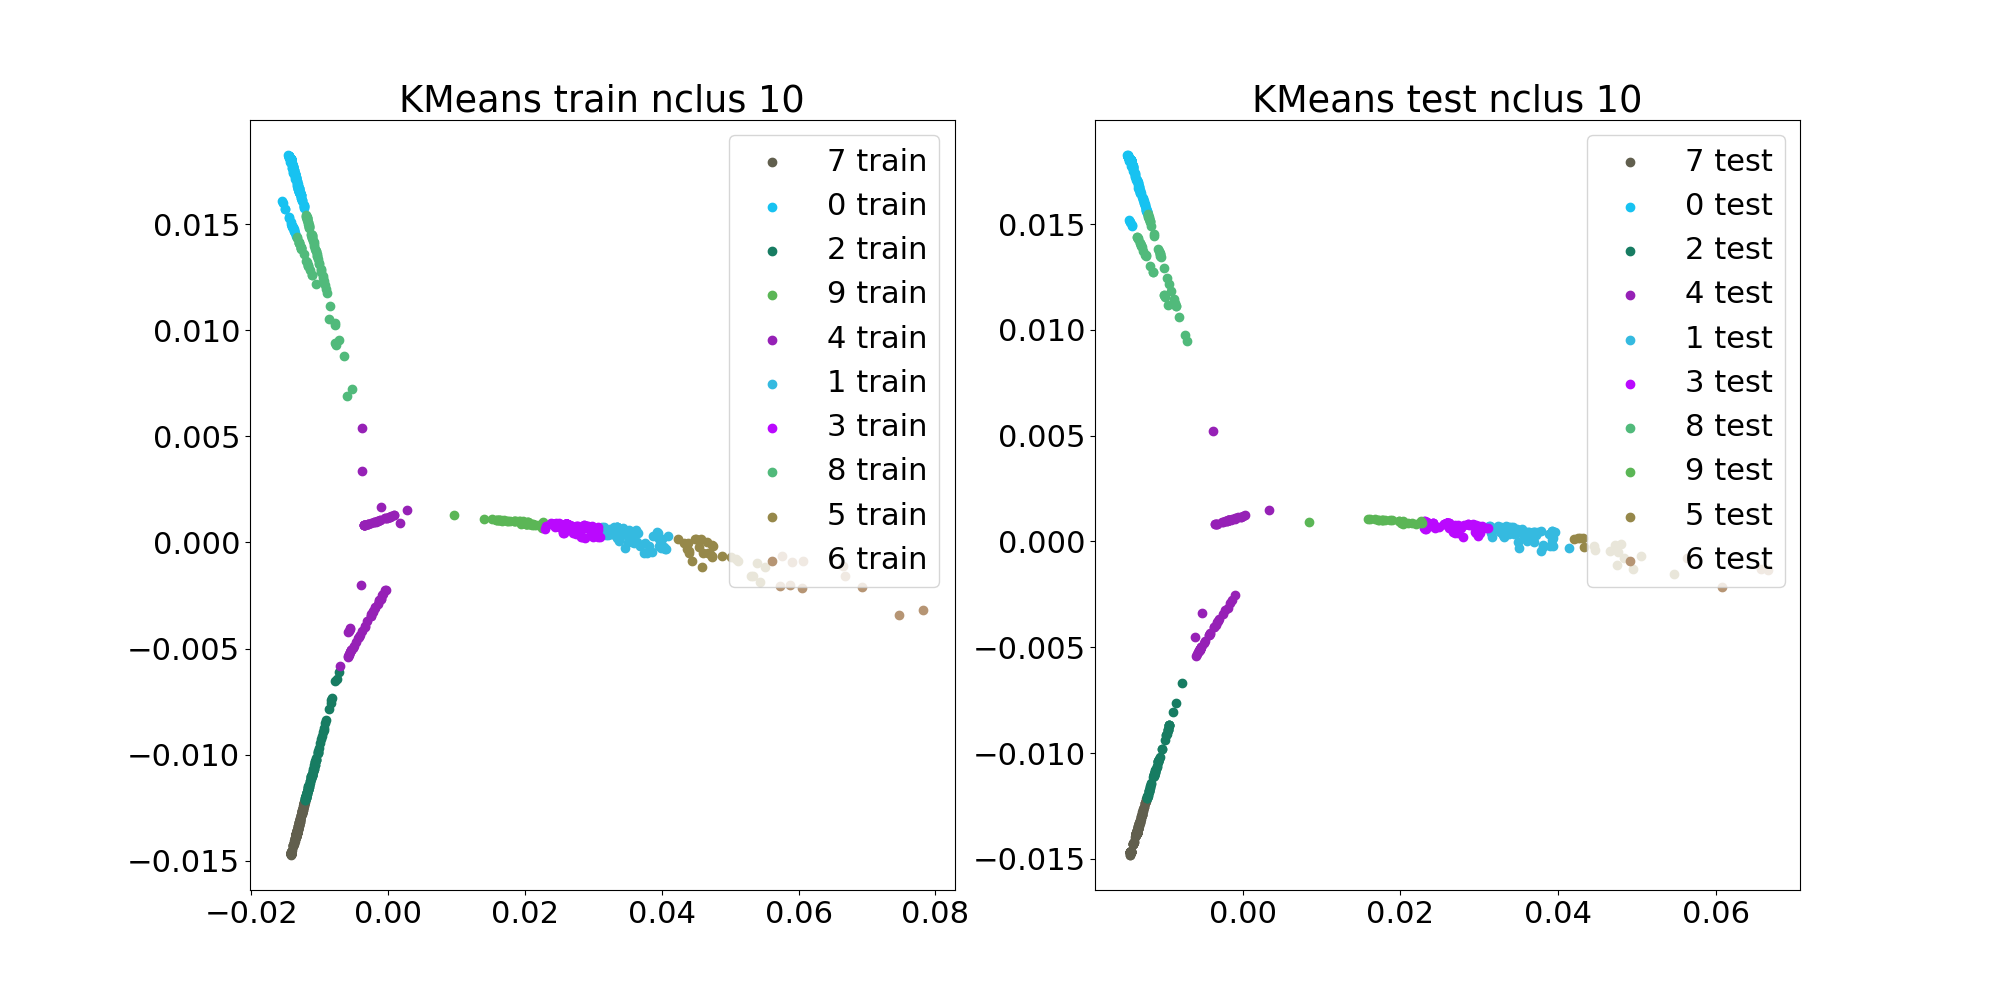 KMeans train nclus 10
0.015
0.010
0.005
0.000
−0.005
−0.010
−0.015
−0.02 0.00 0.02 0.04 0.06 0.08
7 train
0 train
2 train
9 train
4 train
1 train
3 train
8 train
5 train
6 train
KMeans test nclus 10
0.015
0.010
0.005
0.000
−0.005
−0.010
−0.015
0.00 0.02 0.04 0.06
7 test
0 test
2 test
4 test
1 test
3 test
8 test
9 test
5 test
6 test